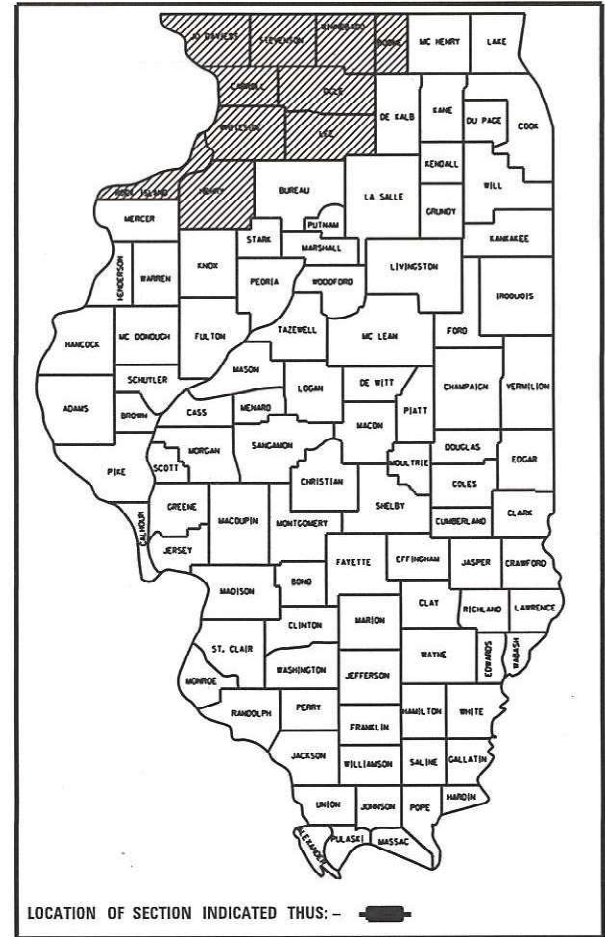 JO DAVIESS STEVENSON WINNEBAGO BOONE MC HENRY LAKE
CARROLL OGLE DE KALB KANE DU PAGE COOK
WHITESIDE LEE KENDALL WILL
ROCK ISLAND HENRY BUREAU LA SALLE GRUNDY
MERCER PUTNAM KANKAKEE
STARK MARSHALL
HENDERSON WARREN KNOX PEORIA WOODFORD LIVINGSTON IROQUOIS
HANCOCK MC DONOUGH FULTON TAZEWELL MC LEAN FORD
MASON
SCHUTLER LOGAN DE WITT CHAMPAIGN VERMILION
ADAMS BROWN CASS MENARD PIATT
MACON
MORGAN SANGAMON DOUGLAS EDGAR
PIKE SCOTT CHRISTIAN MOULTRIE COLES
GREENE MACOUPIN MONTGOMERY SHELBY CUMBERLAND CLARK
CALHOUN JERSEY FAYETTE EFFINGHAM JASPER CRAWFORD
MADISON BOND CLAY RICHLAND LAWRENCE
CLINTON MARION
ST. CLAIR WAYNE EDWARDS WABASH
MONROE WASHINGTON JEFFERSON
RANDOLPH PERRY HAMILTON WHITE
FRANKLIN
JACKSON WILLIAMSON SALINE GALLATIN
UNION JOHNSON POPE HARDIN
ALEXANDER PULASKI MASSAC
LOCATION OF SECTION INDICATED THUS: –